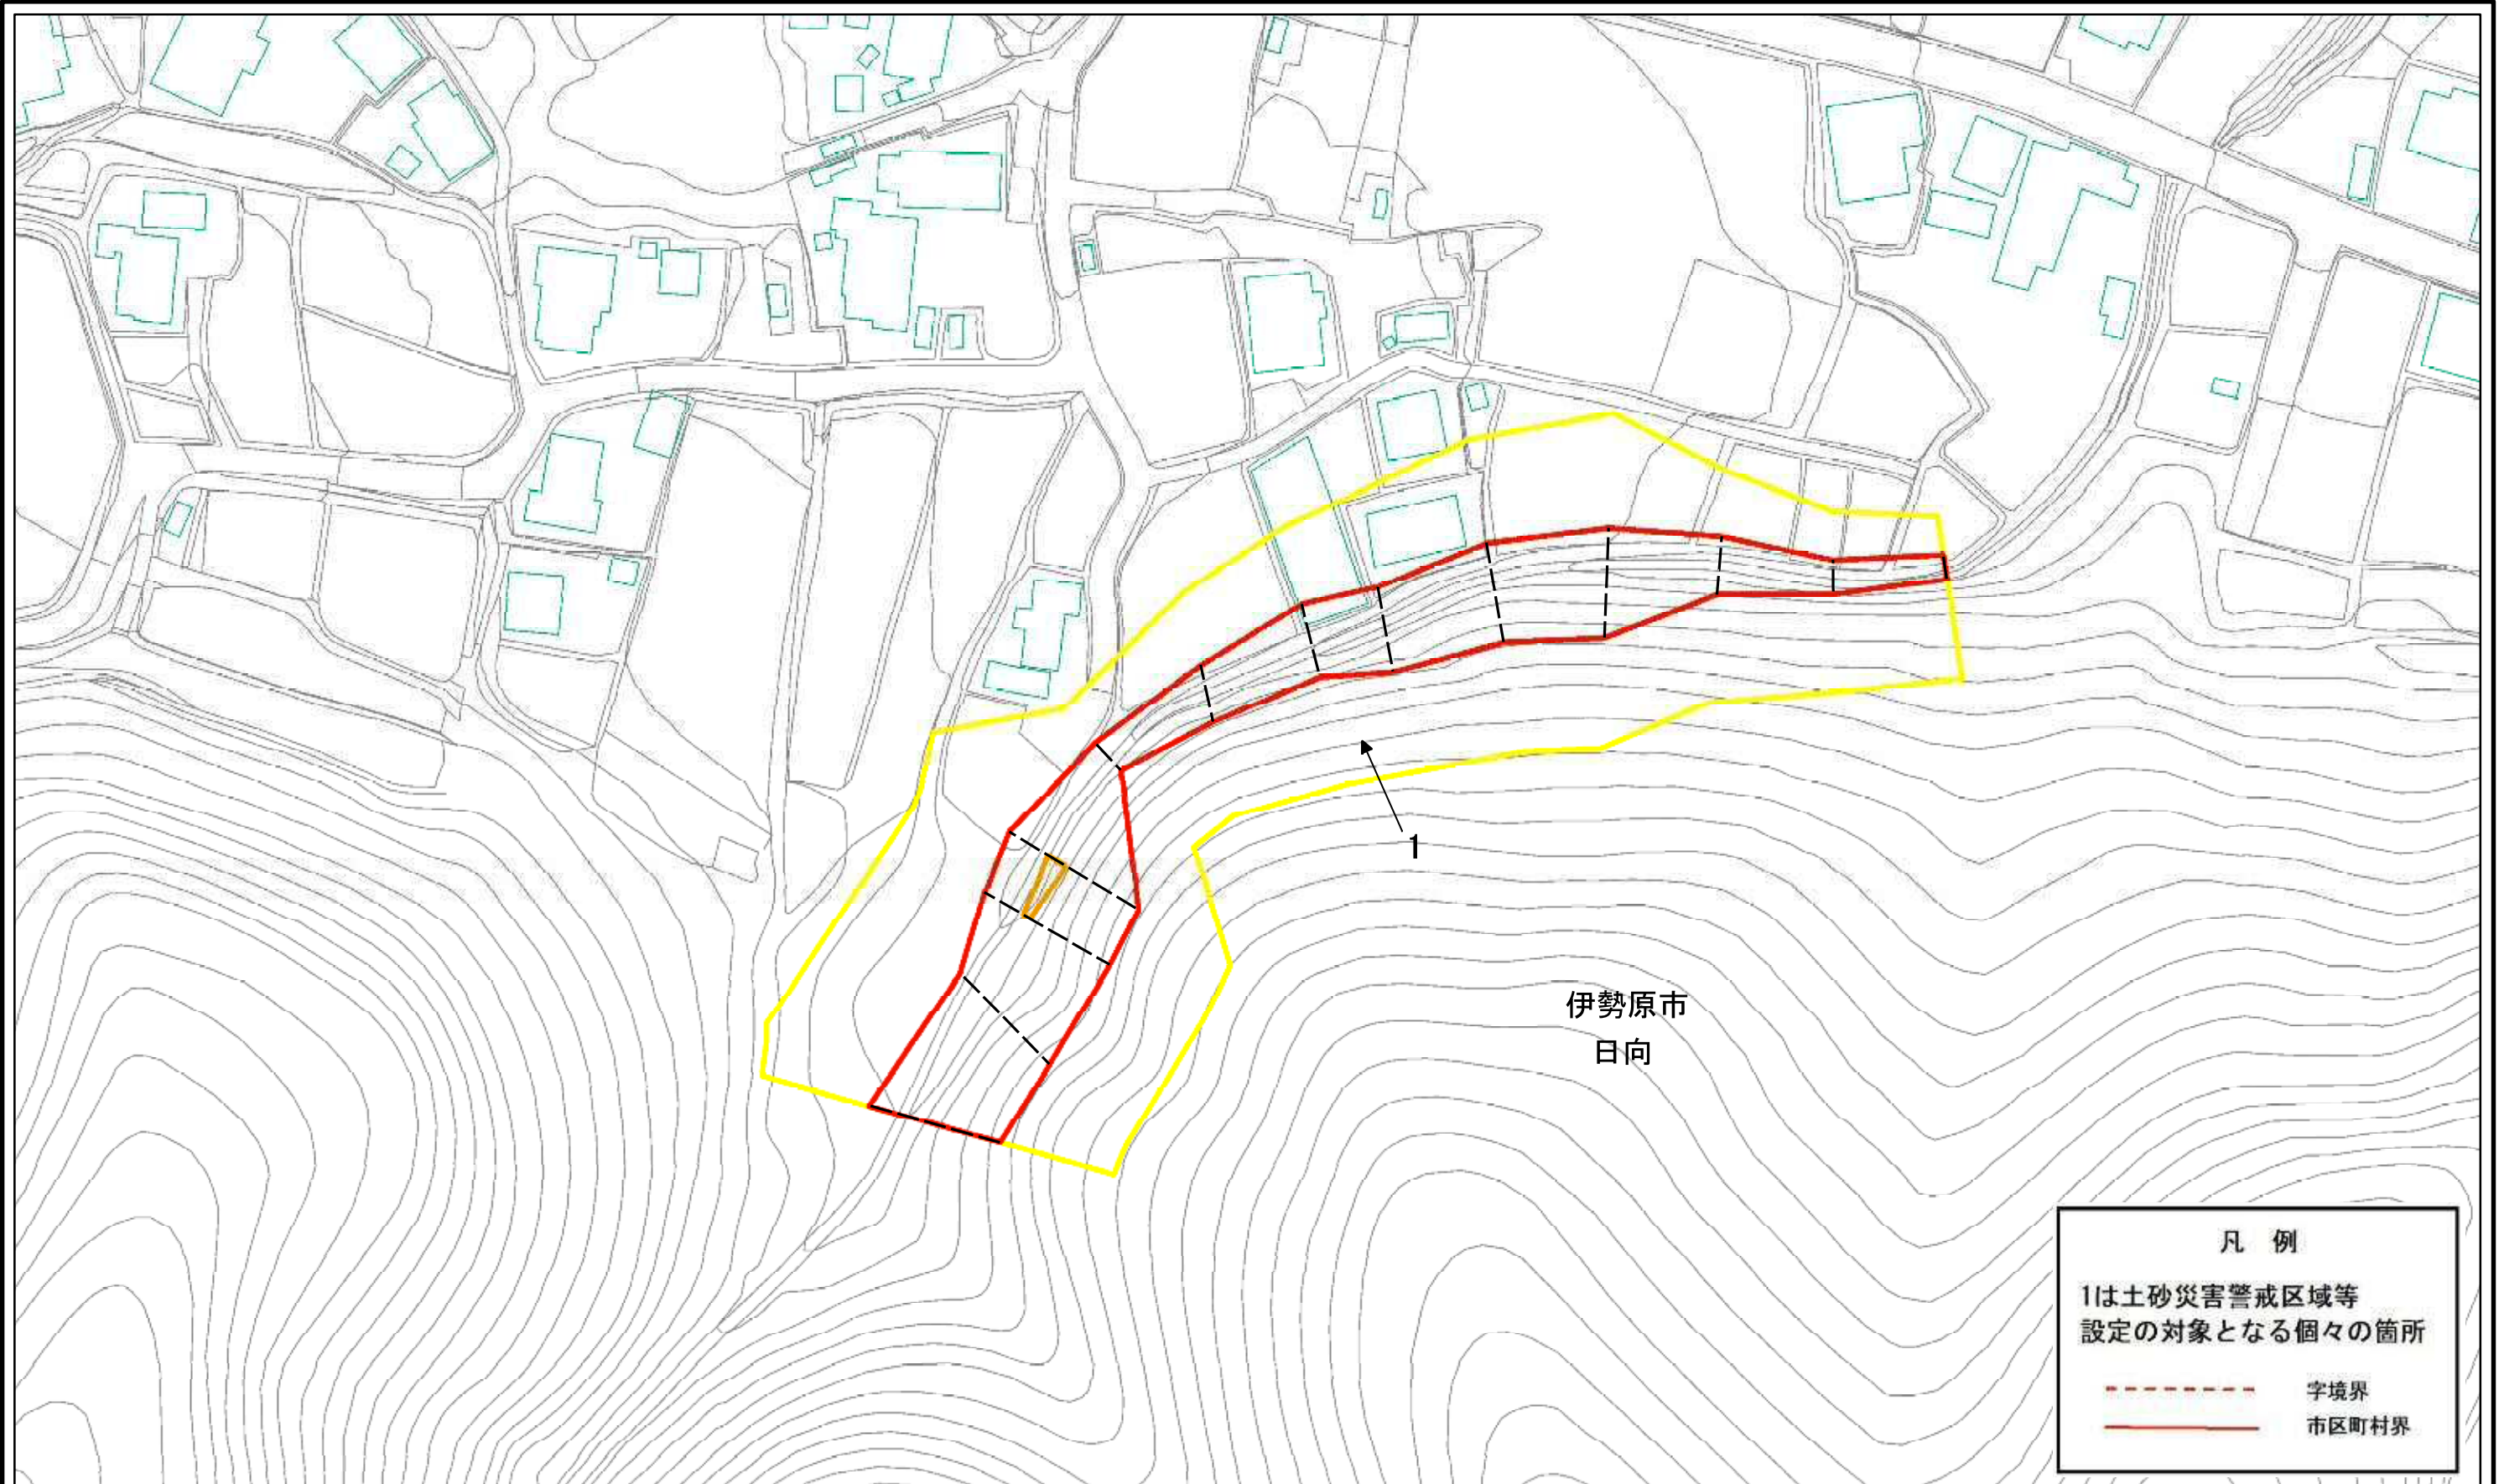 1
伊勢原市
日向
凡 例
1は土砂災害警戒区域等
設定の対象となる個々の箇所
字境界
市区町村界